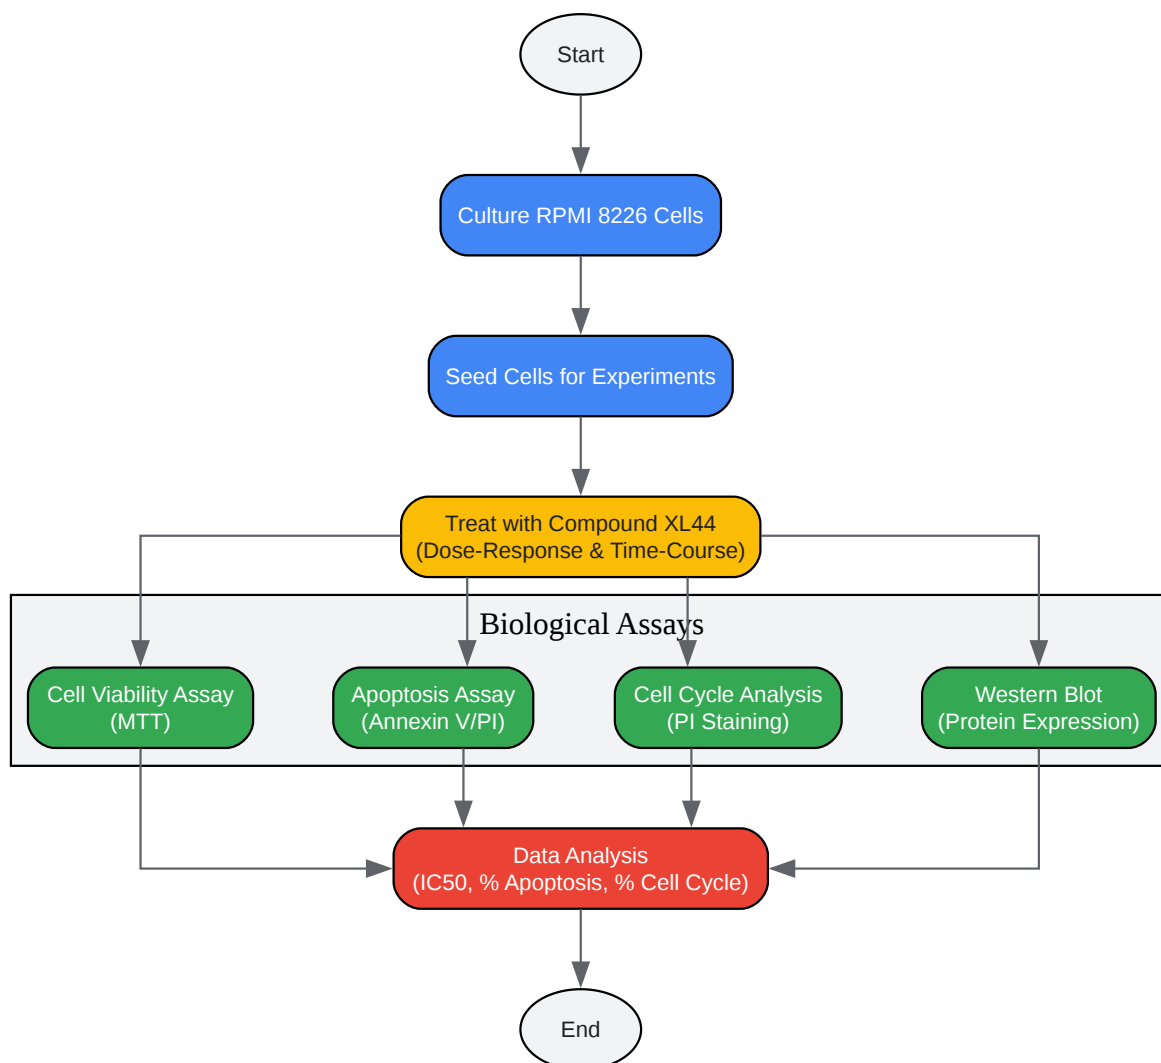 Start
Culture RPMI 8226 Cells
Seed Cells for Experiments
Treat with Compound XL44
(Dose-Response & Time-Course)
Biological Assays
Cell Viability Assay
(MTT)
Apoptosis Assay
(Annexin V/PI)
Cell Cycle Analysis
(PI Staining)
Western Blot
(Protein Expression)
Data Analysis
(IC50, % Apoptosis, % Cell Cycle)
End